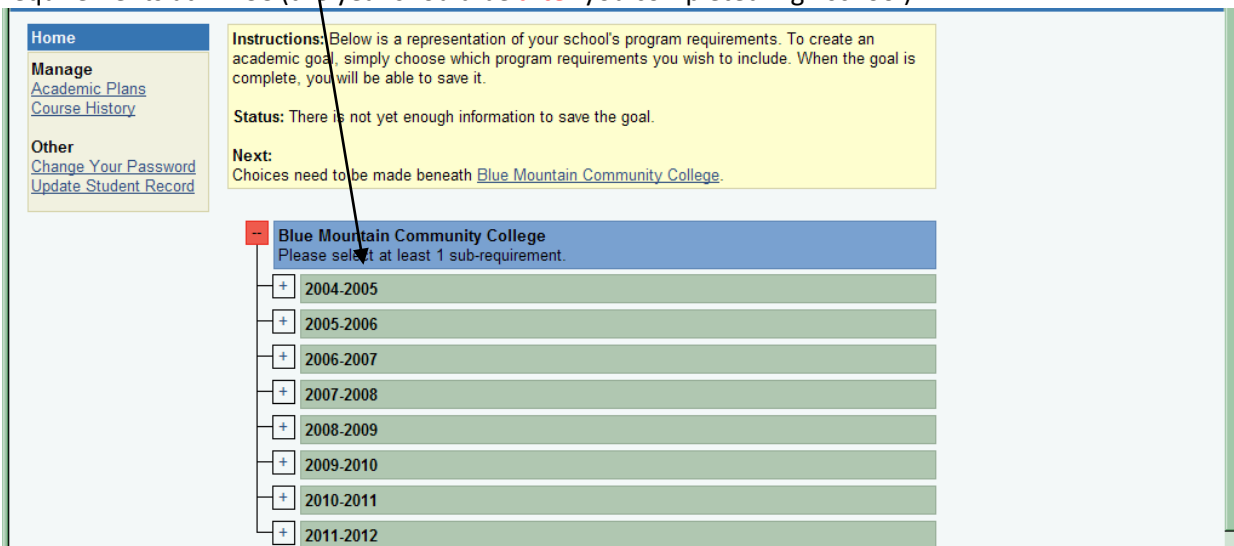 Home
Manage
Academic Plans
Course History
Other
Change Your Password
Update Student Record
Instructions: Below is a representation of your school's program requirements. To create an
academic goal, simply choose which program requirements you wish to include. When the goal is
complete, you will be able to save it.
Status: There is not yet enough information to save the goal.
Next:
Choices need to be made beneath Blue Mountain Community College.
-- Blue Mountain Community College
Please select at least 1 sub-requirement.
+ 2004-2005
+ 2005-2006
+ 2006-2007
+ 2007-2008
+ 2008-2009
+ 2009-2010
+ 2010-2011
+ 2011-2012